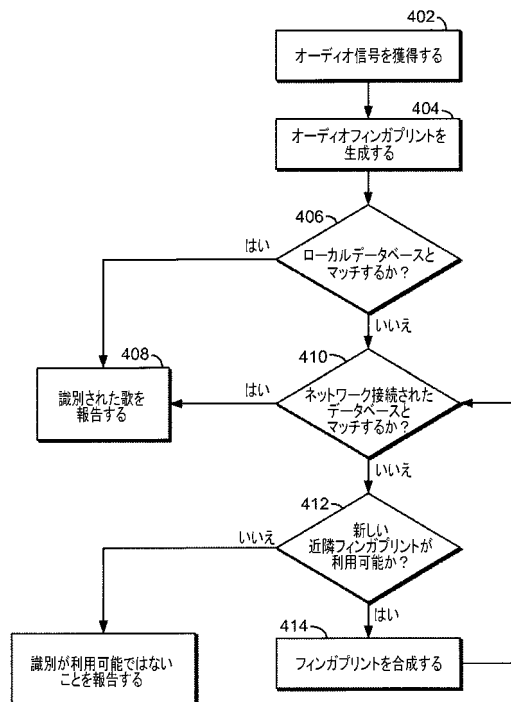 402
オーディオ信号を獲得する
404
オーディオフィンガプリントを
生成する
406
はい
ローカルデータベースと
マッチするか？
いいえ
408
識別された歌を
報告する
410
はい
ネットワーク接続された
データベースと
マッチするか？
いいえ
412
いいえ
新しい
近隣フィンガプリントが
利用可能か？
はい
414
フィンガプリントを合成する
識別が利用可能ではない
ことを報告する